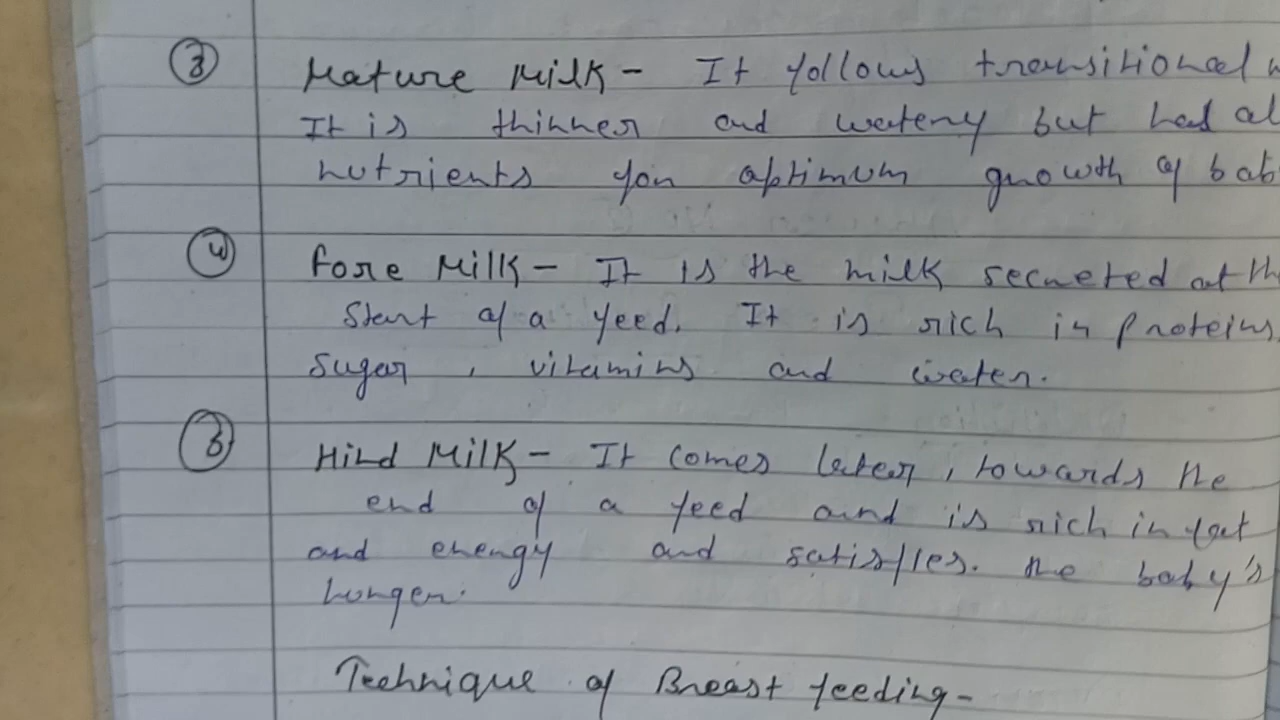 ③ Mature Milk - It follows transitional
It is thinner and watery but had al
nutrients for optimum growth of bab
④ Fore Milk - It is the milk secreted at th
Start of a feed. It is rich in Proteins,
Sugar , vitamins and water.
⑤ Hind Milk - It comes later , towards the
end of a feed and is rich in fat
and energy and satisfies. the baby's
hunger.
Technique of Breast feeding -